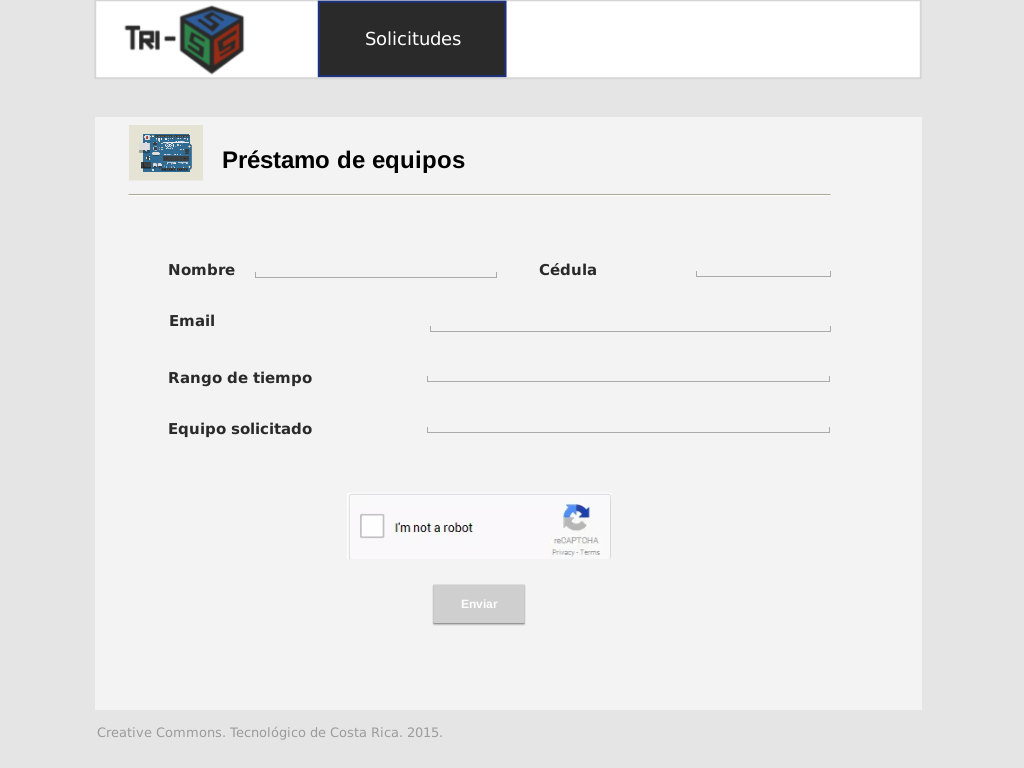 TRI-SSS
Solicitudes
Préstamo de equipos
Nombre
Cédula
Email
Rango de tiempo
Equipo solicitado
I'm not a robot
reCAPTCHA
Privacy - Terms
Enviar
Creative Commons. Tecnológico de Costa Rica. 2015.